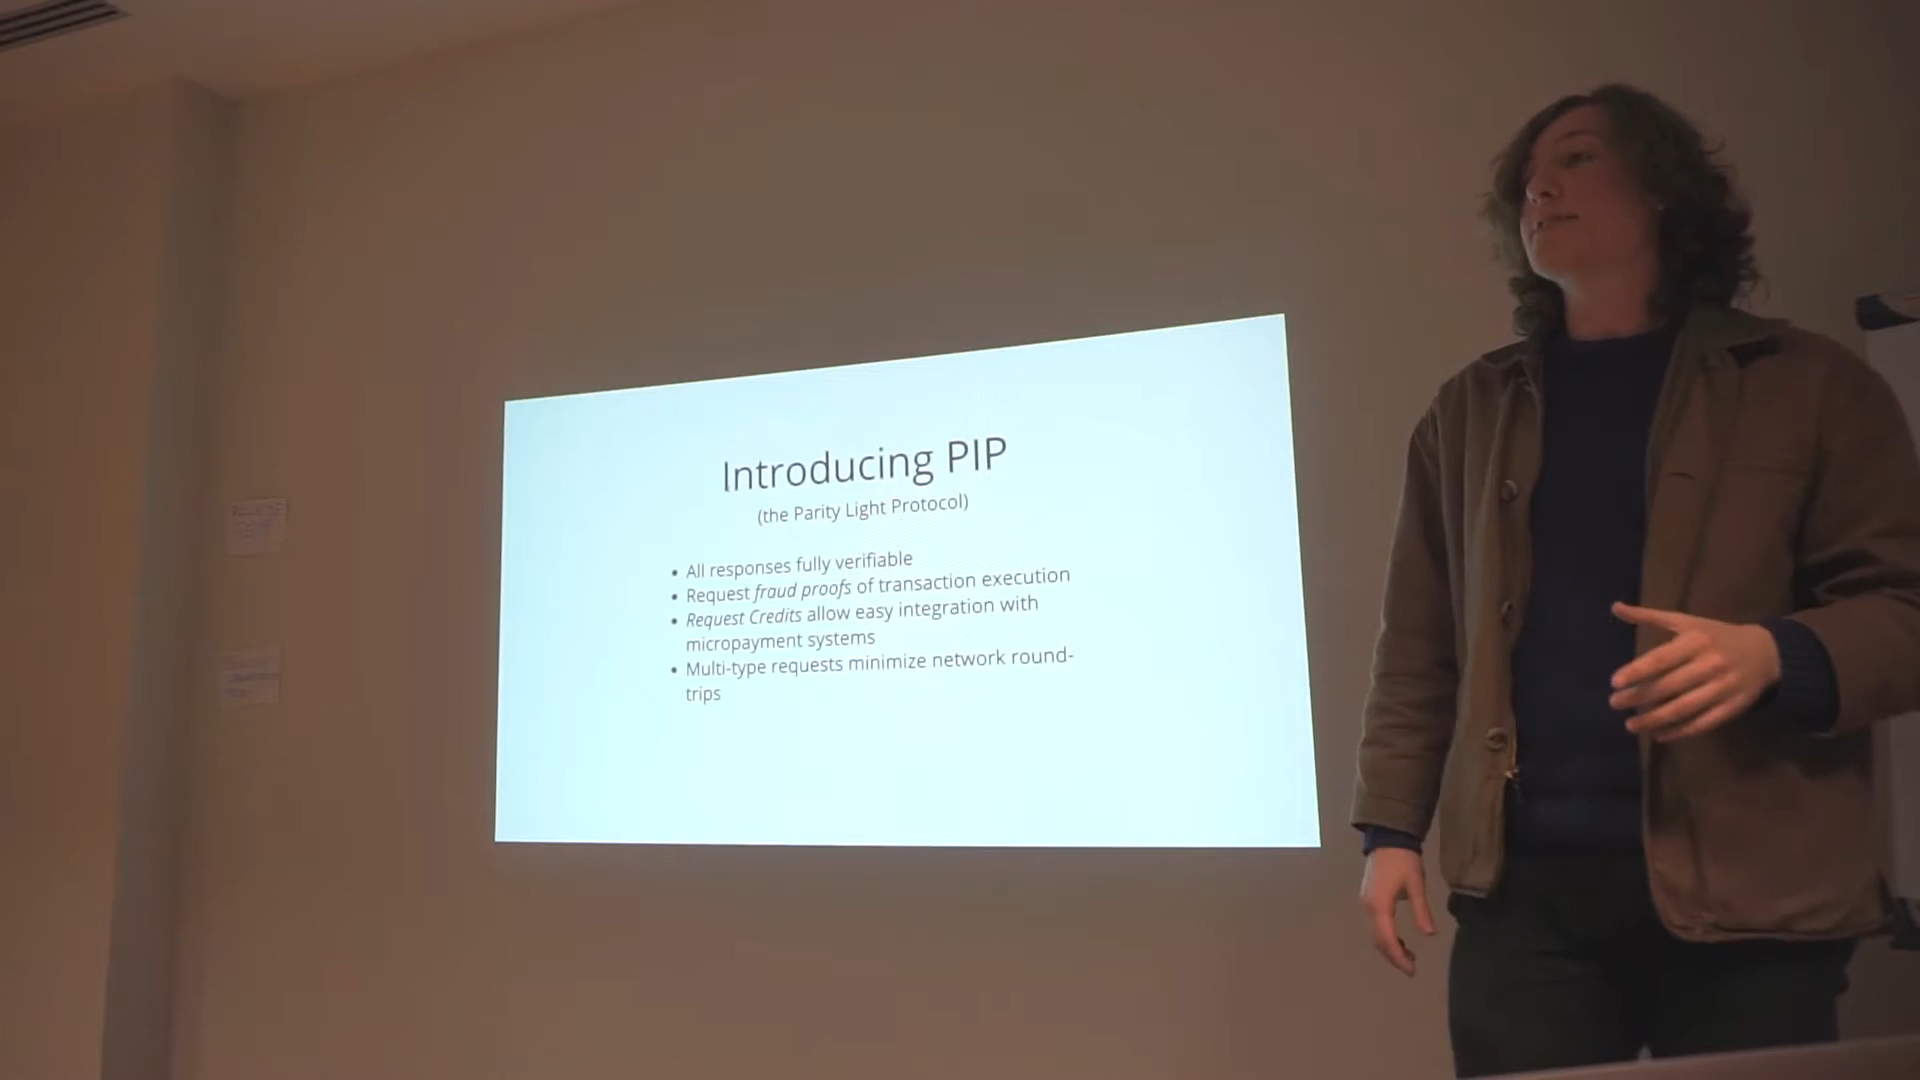 Introducing PIP
(the Parity Light Protocol)
• All responses fully verifiable
• Request fraud proofs of transaction execution
• Request Credits allow easy integration with
micropayment systems
• Multi-type requests minimize network round-
trips